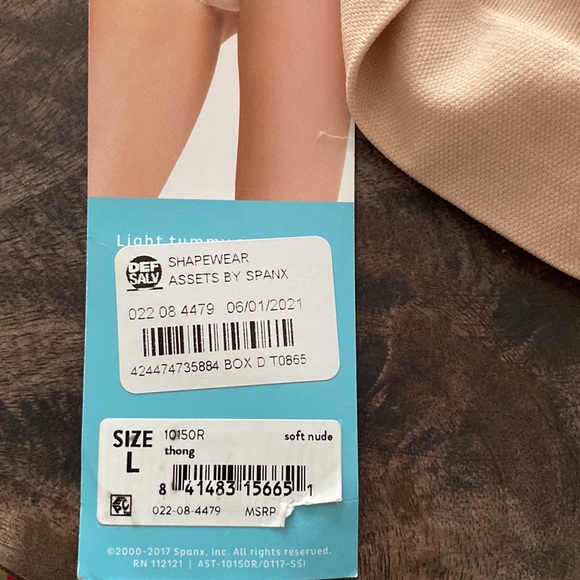 Light tummy
DEF
SALV
SHAPEWEAR
ASSETS BY SPANX
022 08 4479 06/01/2021
424474735884 BOX D T0865
SIZE
L
10150R
thong
soft nude
8 41483 15665 1
022-08-4479 MSRP
©2000-2017 Spanx, Inc. All rights reserved.
RN 112121 | AST-10150R/0117-SSI